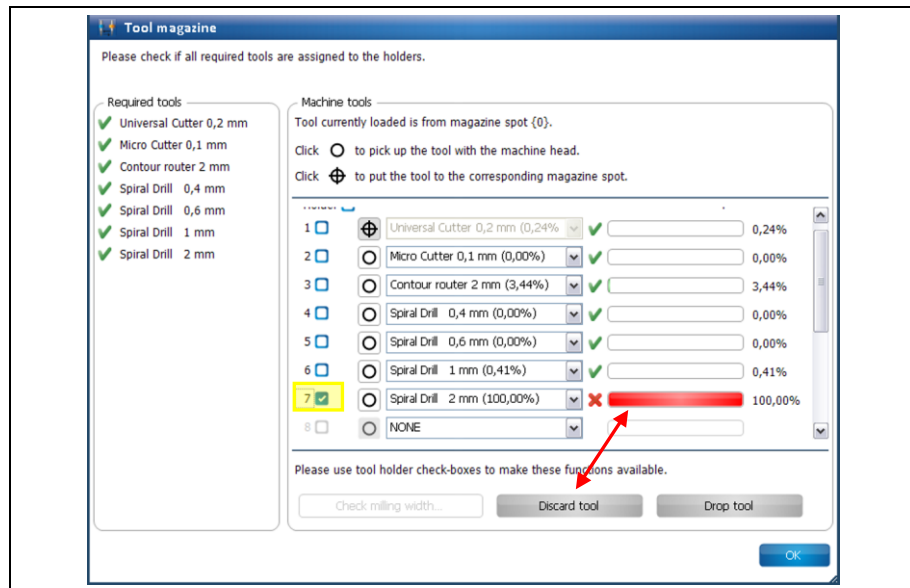 Tool magazine
Please check if all required tools are assigned to the holders.
Required tools
Universal Cutter 0,2 mm
Micro Cutter 0,1 mm
Contour router 2 mm
Spiral Drill 0,4 mm
Spiral Drill 0,6 mm
Spiral Drill 1 mm
Spiral Drill 2 mm
Machine tools
Tool currently loaded is from magazine spot {0}.
Click to pick up the tool with the machine head.
Click to put the tool to the corresponding magazine spot.
1 Universal Cutter 0,2 mm (0,24% 0,24%
2 Micro Cutter 0,1 mm (0,00%) 0,00%
3 Contour router 2 mm (3,44%) 3,44%
4 Spiral Drill 0,4 mm (0,00%) 0,00%
5 Spiral Drill 0,6 mm (0,00%) 0,00%
6 Spiral Drill 1 mm (0,41%) 0,41%
7 Spiral Drill 2 mm (100,00%) 100,00%
8 NONE
Please use tool holder check-boxes to make these functions available.
Check milling width... Discard tool Drop tool
OK